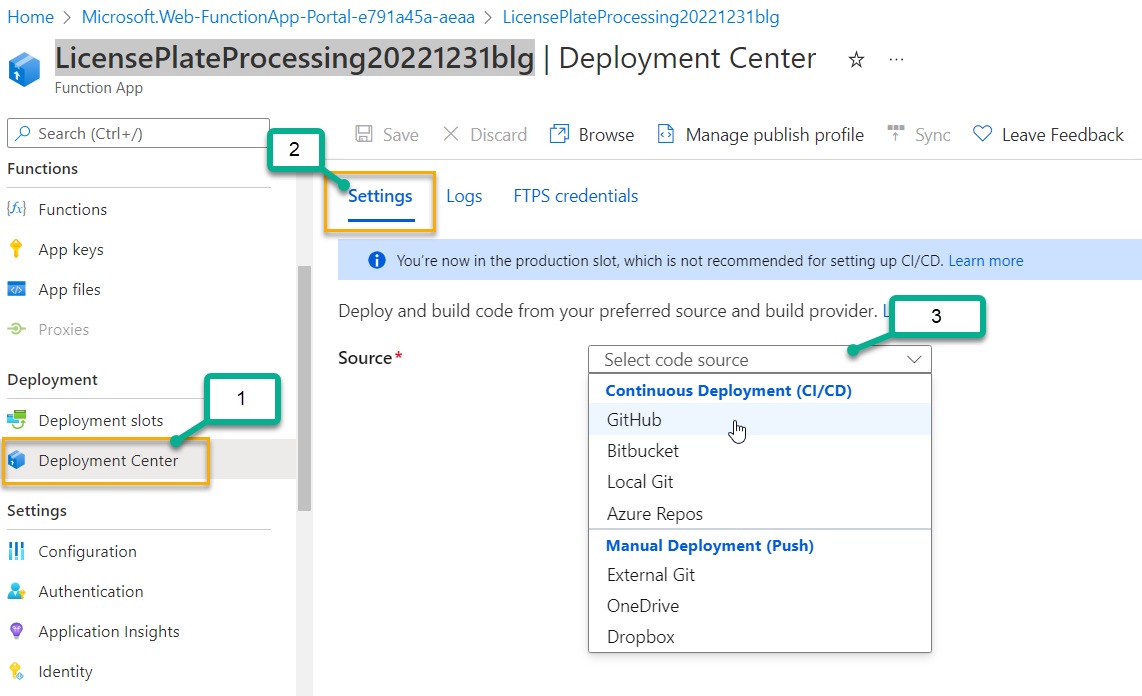 Home > Microsoft.Web-FunctionApp-Portal-e791a45a-aeaa > LicensePlateProcessing20221231blg
LicensePlateProcessing20221231blg | Deployment Center ☆ ...
Function App
Search (Ctrl+/)
Functions
Functions
App keys
App files
Proxies
Deployment
1
Deployment slots
Deployment Center
Settings
Configuration
Authentication
Application Insights
Identity
Save Discard Browse Manage publish profile Sync Leave Feedback
2
Settings Logs FTPS credentials
You're now in the production slot, which is not recommended for setting up CI/CD. Learn more
Deploy and build code from your preferred source and build provider.
3
Source*
Select code source
Continuous Deployment (CI/CD)
GitHub
Bitbucket
Local Git
Azure Repos
Manual Deployment (Push)
External Git
OneDrive
Dropbox